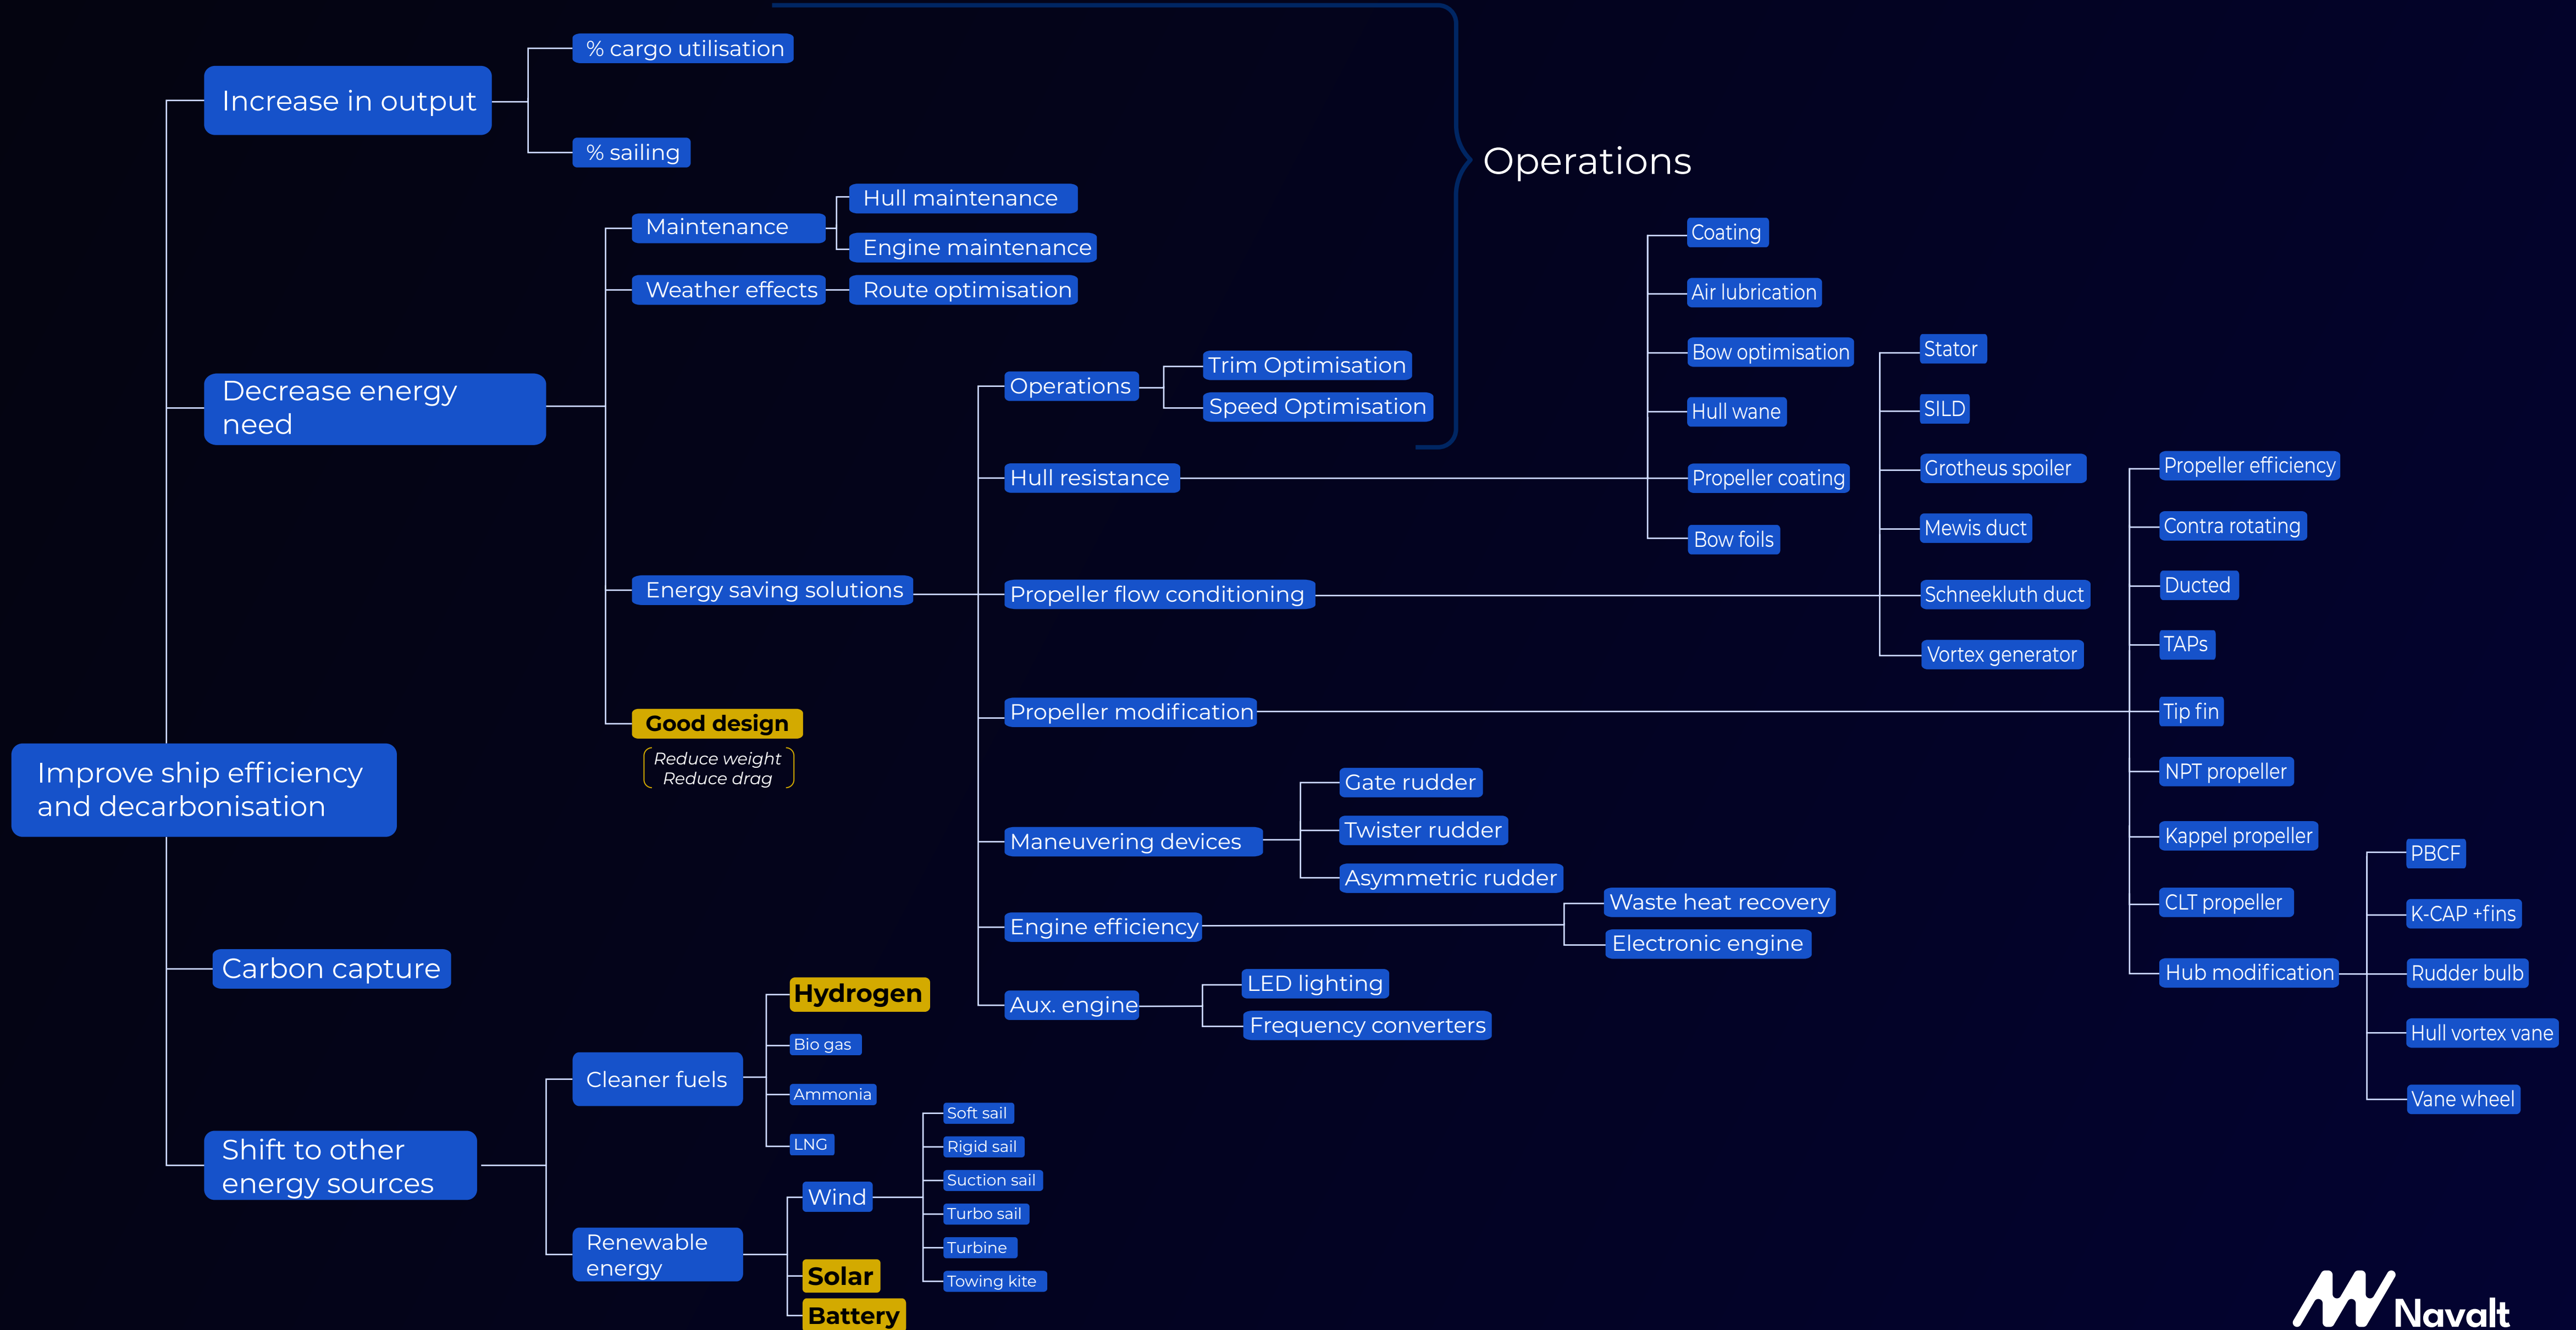 Improve ship efficiency
and decarbonisation
Increase in output
% cargo utilisation
% sailing
Decrease energy
need
Maintenance
Hull maintenance
Engine maintenance
Weather effects
Route optimisation
Energy saving solutions
Operations
Trim Optimisation
Speed Optimisation
Operations
Hull resistance
Coating
Air lubrication
Bow optimisation
Hull wane
Propeller coating
Bow foils
Propeller flow conditioning
Stator
SILD
Grotheus spoiler
Mewis duct
Schneekluth duct
Vortex generator
Propeller modification
Propeller efficiency
Contra rotating
Ducted
TAPs
Tip fin
NPT propeller
Kappel propeller
CLT propeller
Hub modification
PBCF
K-CAP +fins
Rudder bulb
Hull vortex vane
Vane wheel
Maneuvering devices
Gate rudder
Twister rudder
Asymmetric rudder
Engine efficiency
Waste heat recovery
Electronic engine
Aux. engine
LED lighting
Frequency converters
Good design
Reduce weight
Reduce drag
Carbon capture
Shift to other
energy sources
Cleaner fuels
Hydrogen
Bio gas
Ammonia
LNG
Renewable
energy
Wind
Soft sail
Rigid sail
Suction sail
Turbo sail
Turbine
Towing kite
Solar
Battery
Navalt